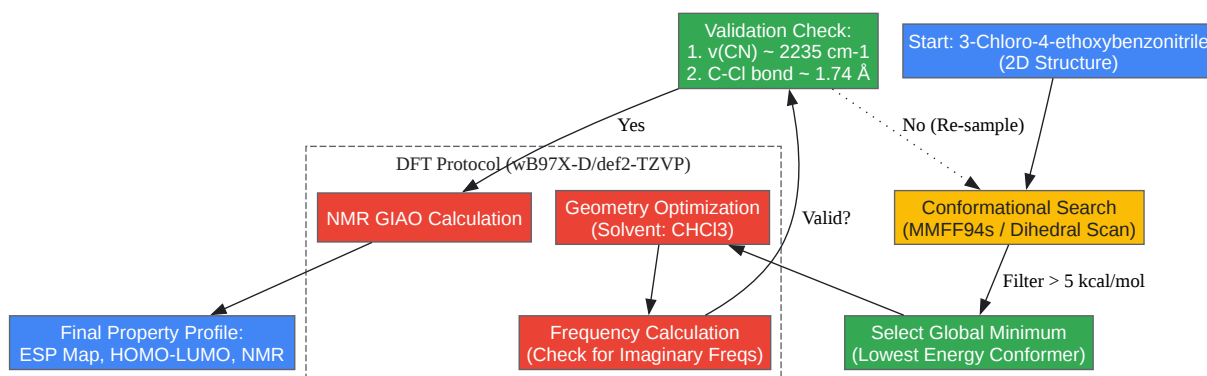 Validation Check:
1. v(CN) ~ 2235 cm-1
2. C-Cl bond ~ 1.74 Å
Start: 3-Chloro-4-ethoxybenzonitrile
(2D Structure)
Yes
No (Re-sample)
DFT Protocol (wB97X-D/def2-TZVP)
NMR GIAO Calculation
Geometry Optimization
(Solvent: CHCl3)
Valid?
Conformational Search
(MMFF94s / Dihedral Scan)
Filter > 5 kcal/mol
Final Property Profile:
ESP Map, HOMO-LUMO, NMR
Frequency Calculation
(Check for Imaginary Freqs)
Select Global Minimum
(Lowest Energy Conformer)